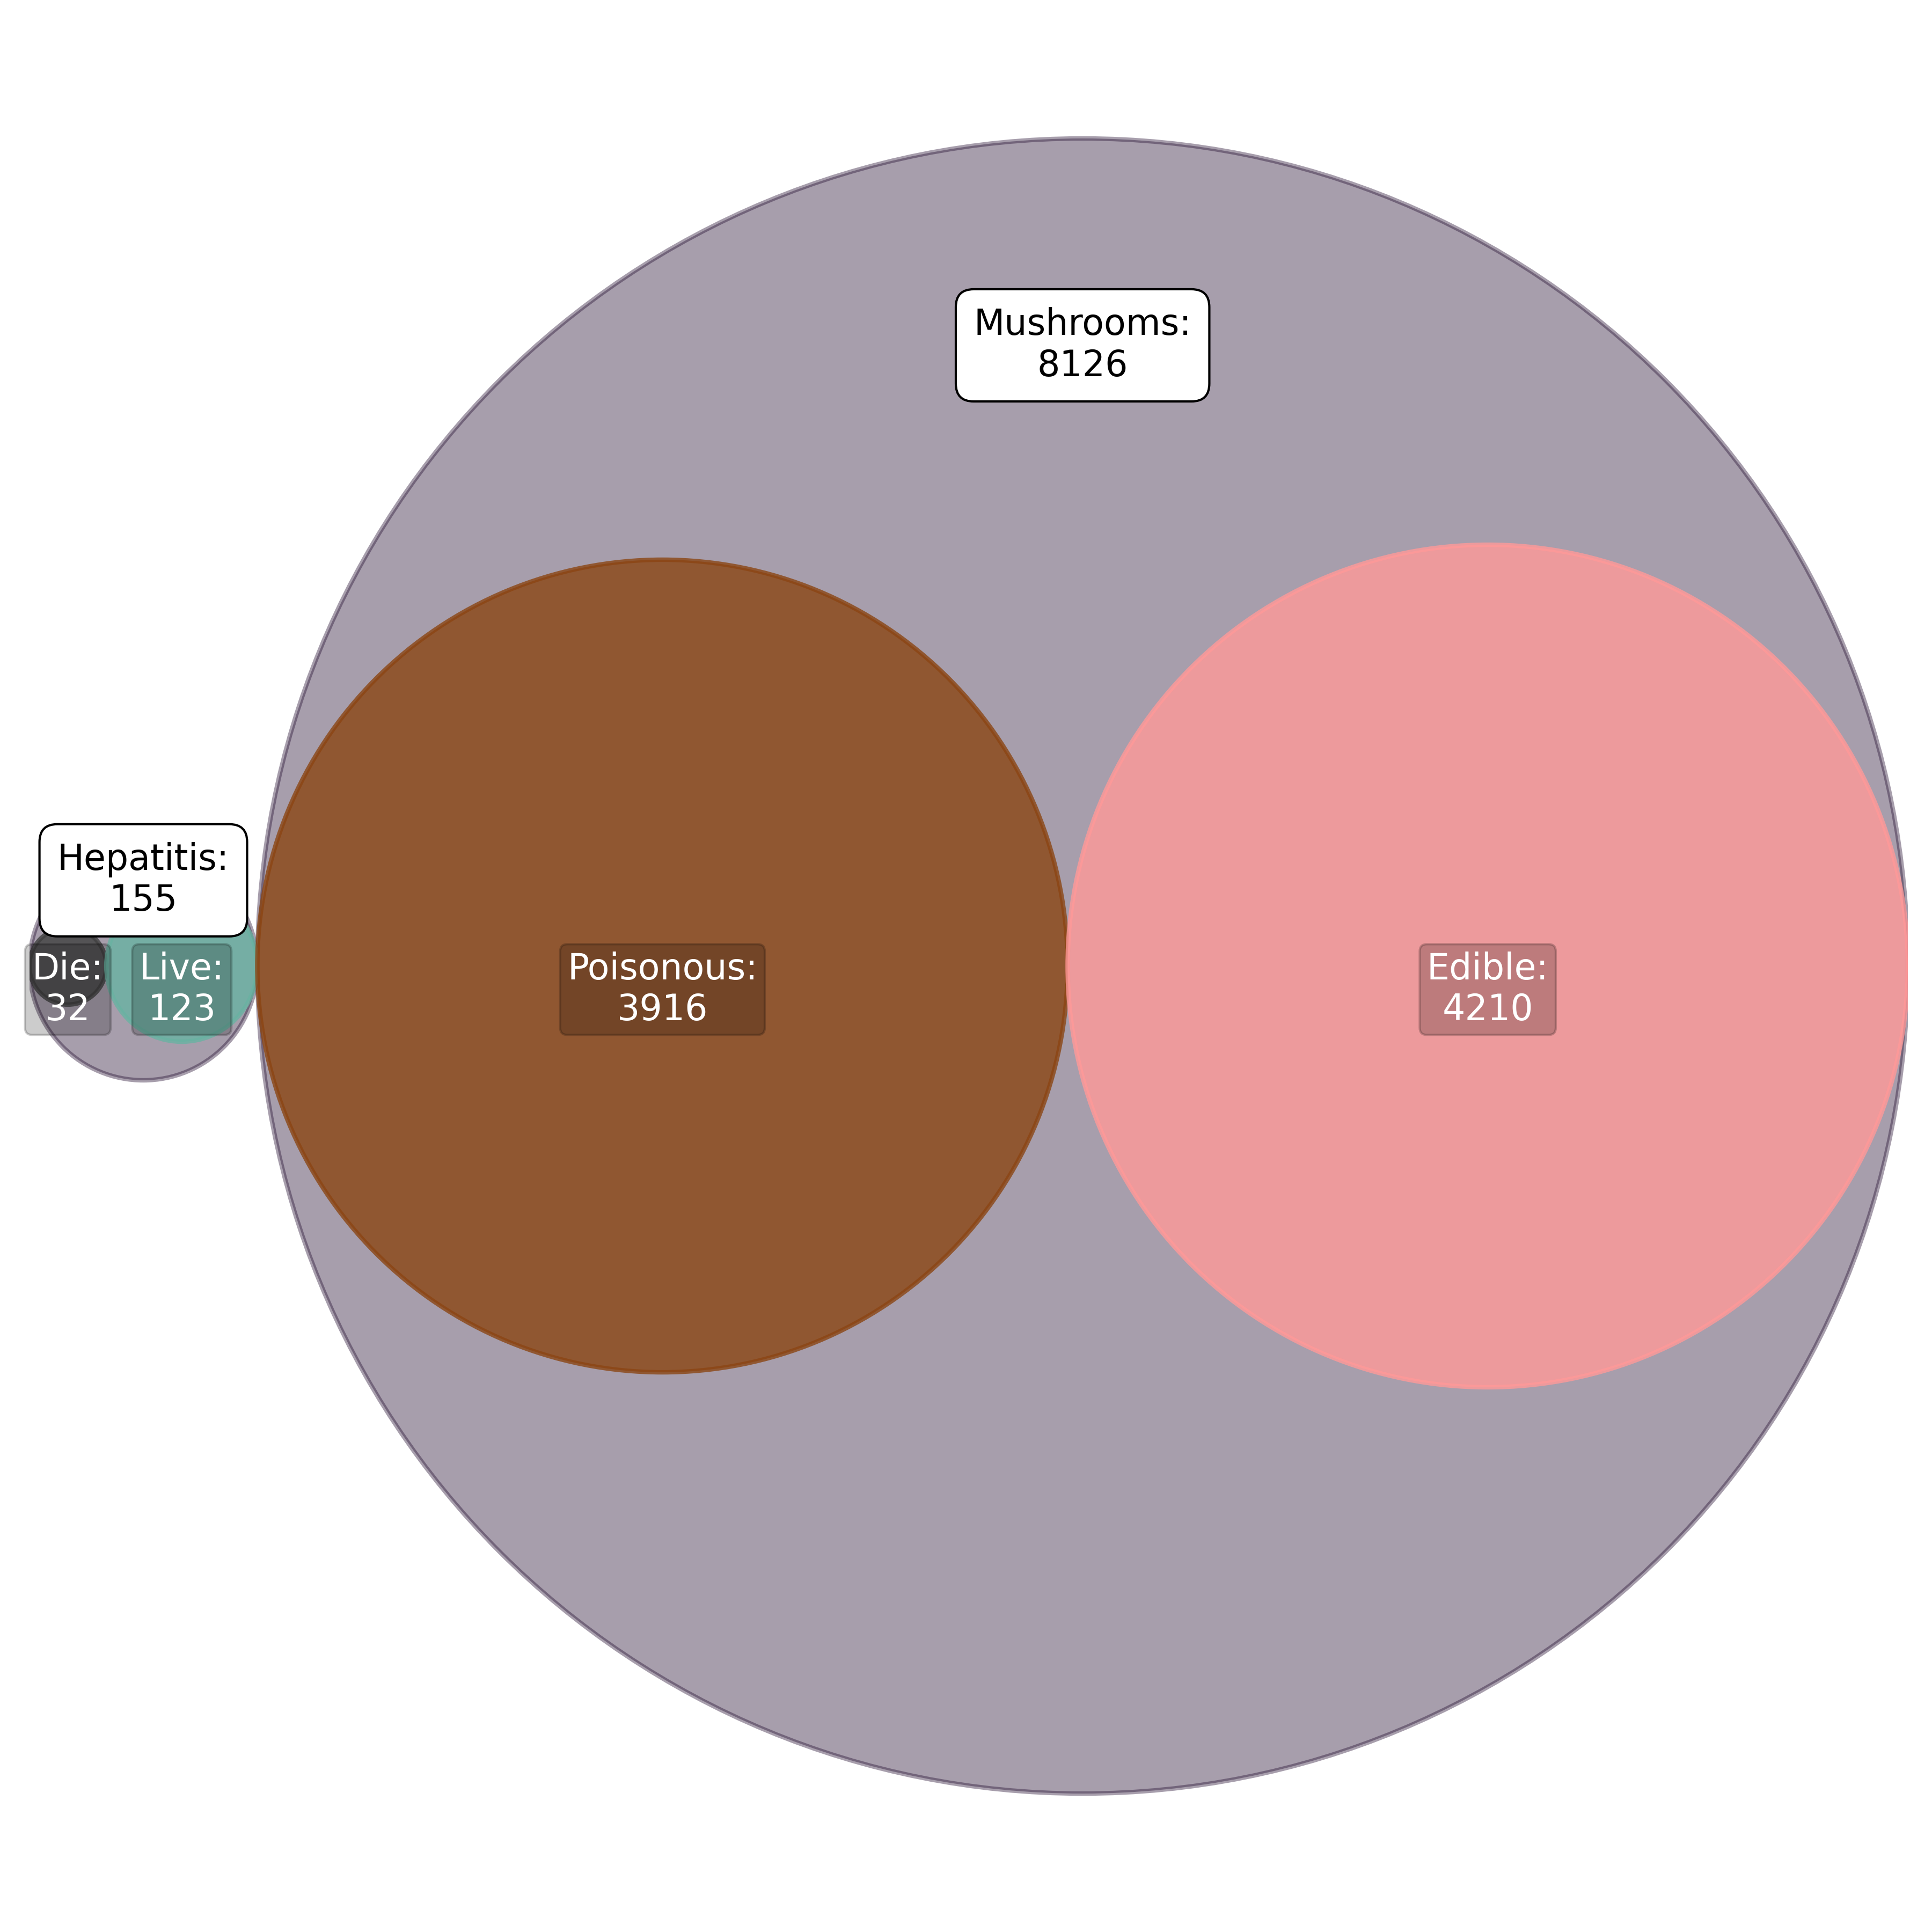 Mushrooms:
8126
Hepatitis:
155
Die:
32
Live:
123
Poisonous:
3916
Edible:
4210